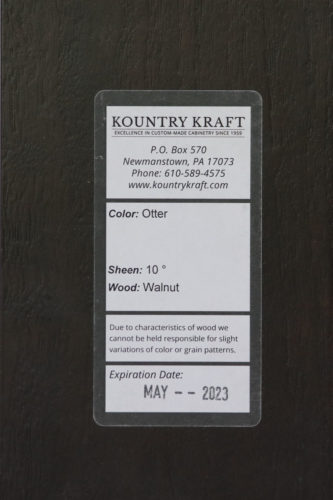 KOUNTRY KRAFT
EXCELLENCE IN CUSTOM-MADE CABINETRY SINCE 1959
P.O. Box 570
Newmanstown, PA 17073
Phone: 610-589-4575
www.kountrykraft.com
Color: Otter
Sheen: 10 °
Wood: Walnut
Due to characteristics of wood we
cannot be held responsible for slight
variations of color or grain patterns.
Expiration Date:
MAY -- 2023